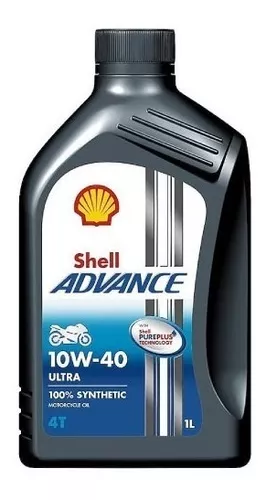 Shell
ADVANCE
10W-40
ULTRA
with
Shell
PUREPLUS
TECHNOLOGY
100% SYNTHETIC
MOTORCYCLE OIL
4T 1L